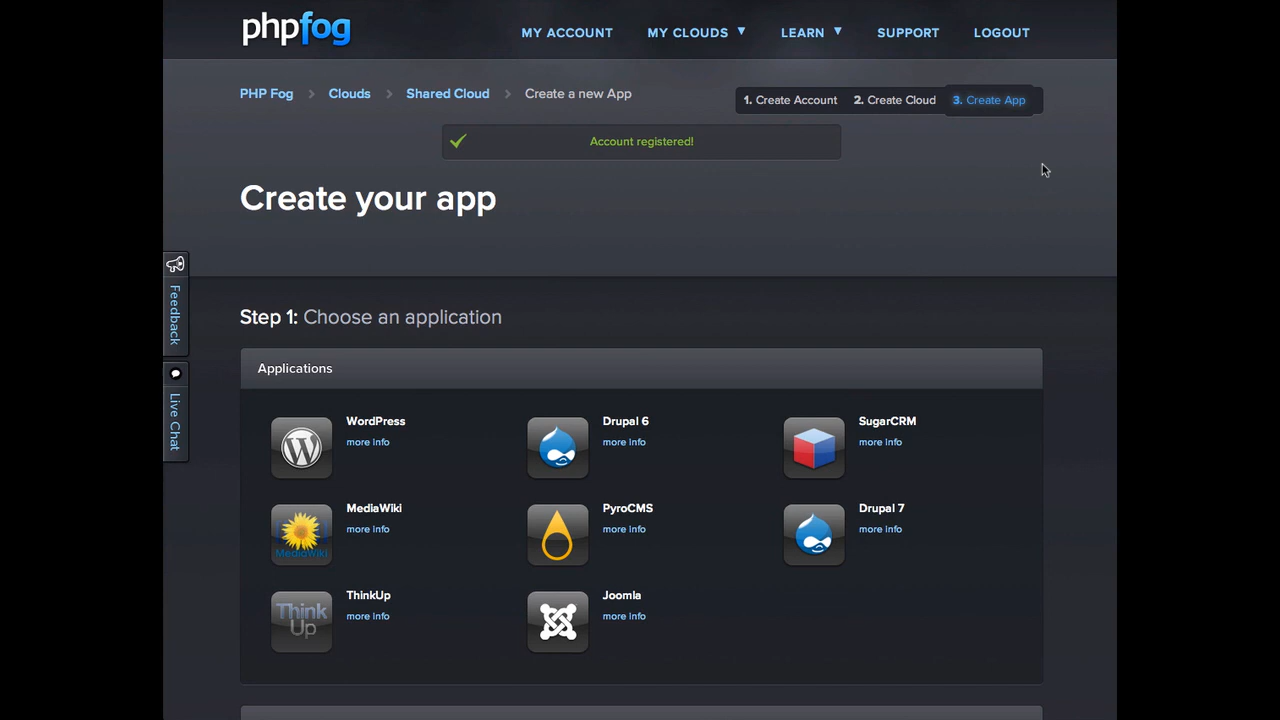 phpfog
MY ACCOUNT MY CLOUDS LEARN SUPPORT LOGOUT
PHP Fog Clouds Shared Cloud Create a new App
1. Create Account 2. Create Cloud 3. Create App
Account registered!
Create your app
Feedback
Live Chat
Step 1: Choose an application
Applications
WordPress
more info
Drupal 6
more info
SugarCRM
more info
MediaWiki
MediaWiki
more info
PyroCMS
more info
Drupal 7
more info
Think
Up
ThinkUp
more info
Joomla
more info